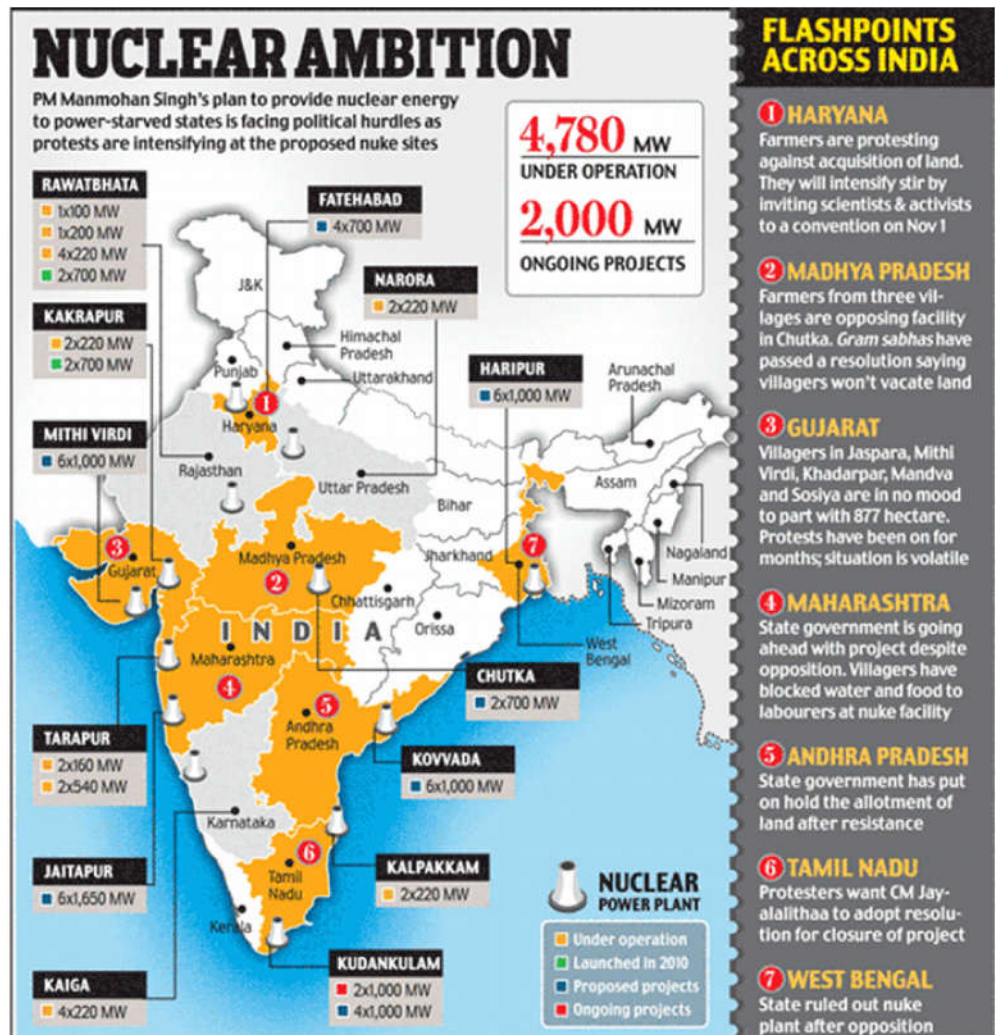 NUCLEAR AMBITION
PM Manmohan Singh's plan to provide nuclear energy
to power-starved states is facing political hurdles as
protests are intensifying at the proposed nuke sites
4,780 MW
UNDER OPERATION
2,000 MW
ONGOING PROJECTS
RAWATBHATA
1x100 MW
1x200 MW
4x220 MW
2x700 MW
FATEHABAD
4x700 MW
NARORA
2x220 MW
KAKRAPUR
2x220 MW
2x700 MW
HARIPUR
6x1,000 MW
MITHI VIRDI
6x1,000 MW
J&K
Himachal
Pradesh
Punjab
Uttarakhand
Arunachal
Pradesh
1
Haryana
Rajasthan
Uttar Pradesh
Assam
Bihar
3
Gujarat
Madhya Pradesh
2
Jharkhand
7
Nagaland
Manipur
Chhattisgarh
Mizoram
Tripura
INDIA
Orissa
West
Bengal
Maharashtra
4
CHUTKA
2x700 MW
5
Andhra
Pradesh
TARAPUR
2x160 MW
2x540 MW
KOVVADA
6x1,000 MW
Karnataka
JAITAPUR
6x1,650 MW
6
Tamil
Nadu
KALPAKKAM
2x220 MW
Kerala
KAIGA
4x220 MW
KUDANKULAM
2x1,000 MW
4x1,000 MW
NUCLEAR
POWER PLANT
Under operation
Launched in 2010
Proposed projects
Ongoing projects
FLASHPOINTS
ACROSS INDIA
1 HARYANA
Farmers are protesting
against acquisition of land.
They will intensify stir by
inviting scientists & activists
to a convention on Nov 1
2 MADHYA PRADESH
Farmers from three vil-
lages are opposing facility
in Chutka. Gram sabhas have
passed a resolution saying
villagers won't vacate land
3 GUJARAT
Villagers in Jaspara, Mithi
Virdi, Khadarpar, Mandva
and Sosiya are in no mood
to part with 877 hectare.
Protests have been on for
months; situation is volatile
4 MAHARASHTRA
State government is going
ahead with project despite
opposition. Villagers have
blocked water and food to
labourers at nuke facility
5 ANDHRA PRADESH
State government has put
on hold the allotment of
land after resistance
6 TAMIL NADU
Protesters want CM Jay-
alalithaa to adopt resolu-
tion for closure of project
7 WEST BENGAL
State ruled out nuke
plant after opposition